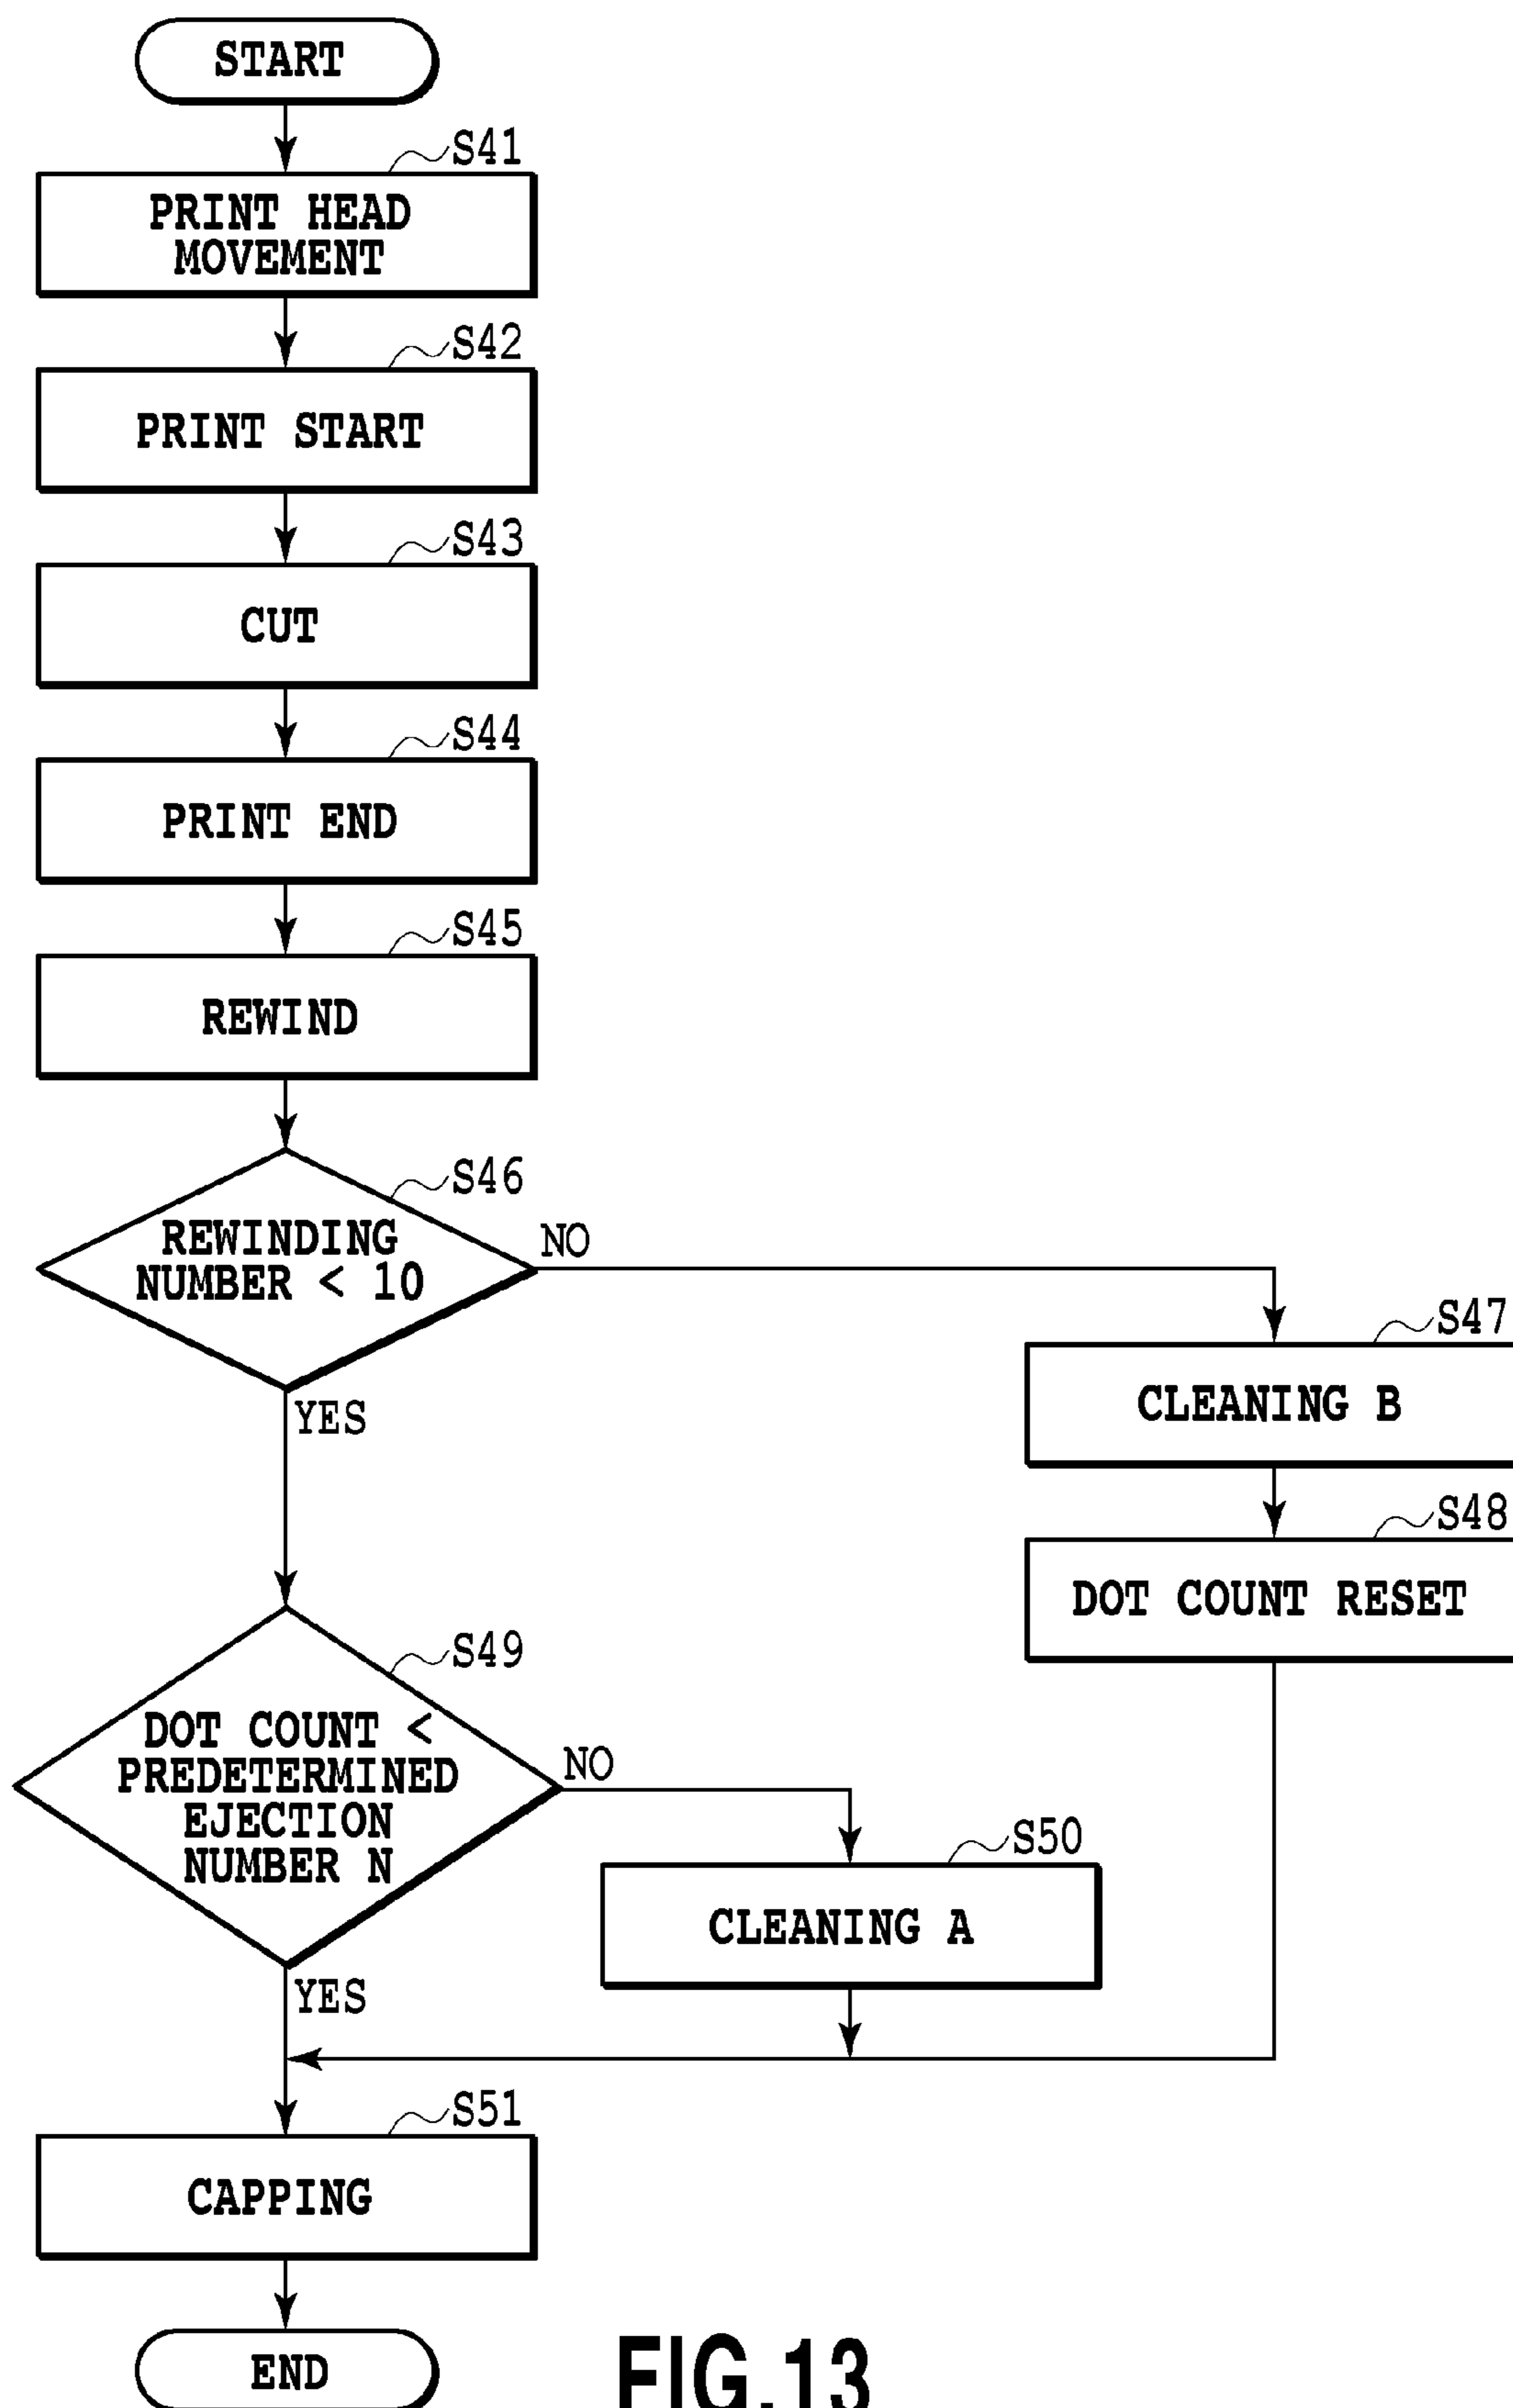 START
S41
PRINT HEAD
MOVEMENT
S42
PRINT START
S43
CUT
S44
PRINT END
S45
REWIND
S46
REWINDING
NUMBER < 10
NO
YES
S47
CLEANING B
S48
DOT COUNT RESET
S49
DOT COUNT <
PREDETERMINED
EJECTION
NUMBER N
NO
YES
S50
CLEANING A
S51
CAPPING
END
FIG.13